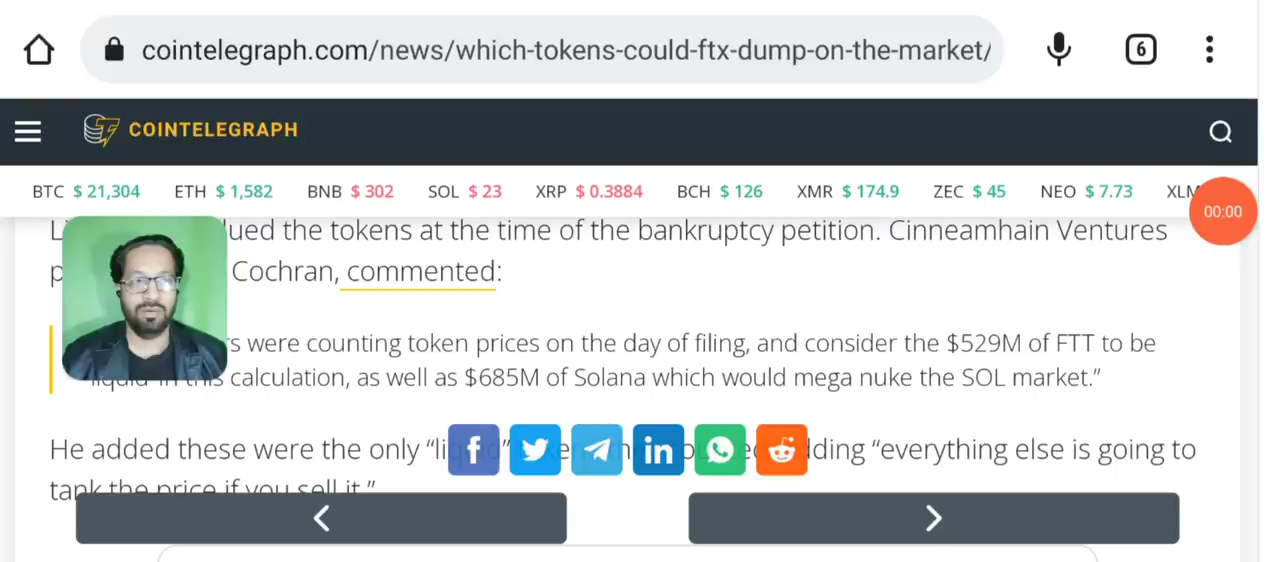 cointelegraph.com/news/which-tokens-could-ftx-dump-on-the-market/
6
COINTELEGRAPH
BTC $ 21,304 ETH $ 1,582 BNB $ 302 SOL $ 23 XRP $ 0.3884 BCH $ 126 XMR $ 174.9 ZEC $ 45 NEO $ 7.73 XLM
00:00
ued the tokens at the time of the bankruptcy petition. Cinneamhain Ventures
Cochran, commented:
s were counting token prices on the day of filing, and consider the $529M of FTT to be
liquid in this calculation, as well as $685M of Solana which would mega nuke the SOL market.”
He added these were the only “liquid” adding “everything else is going to
tank the price if you sell it.”